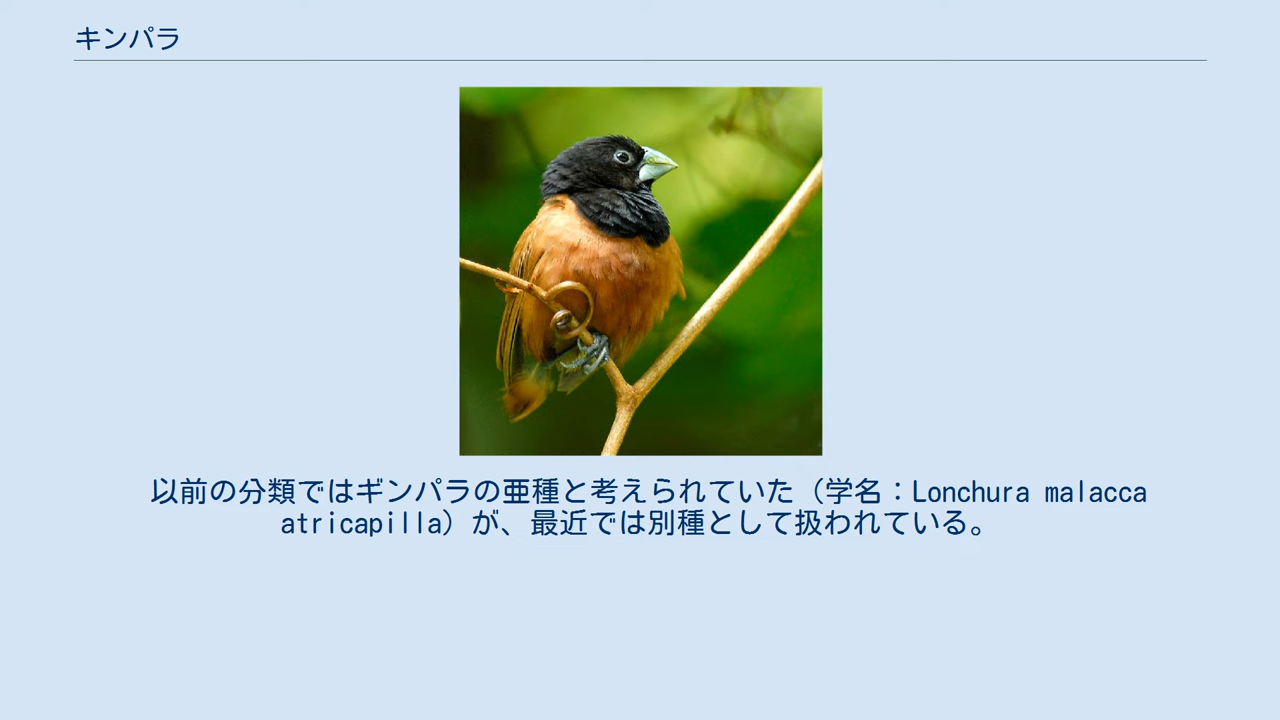 キンパラ
以前の分類ではギンパラの亜種と考えられていた（学名：Lonchura malacca
atricapilla）が、最近では別種として扱われている。